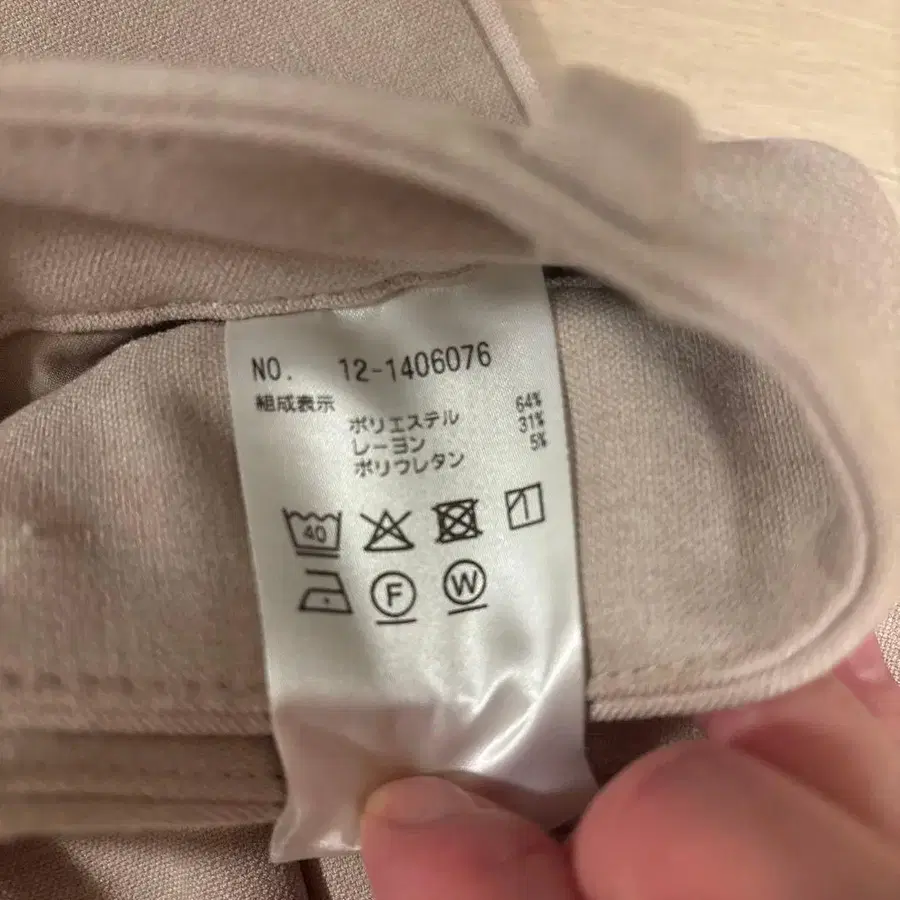 NO. 12-1406076
組成表示
ポリエステル 64%
レーヨン 31%
ポリウレタン 5%
40
F W